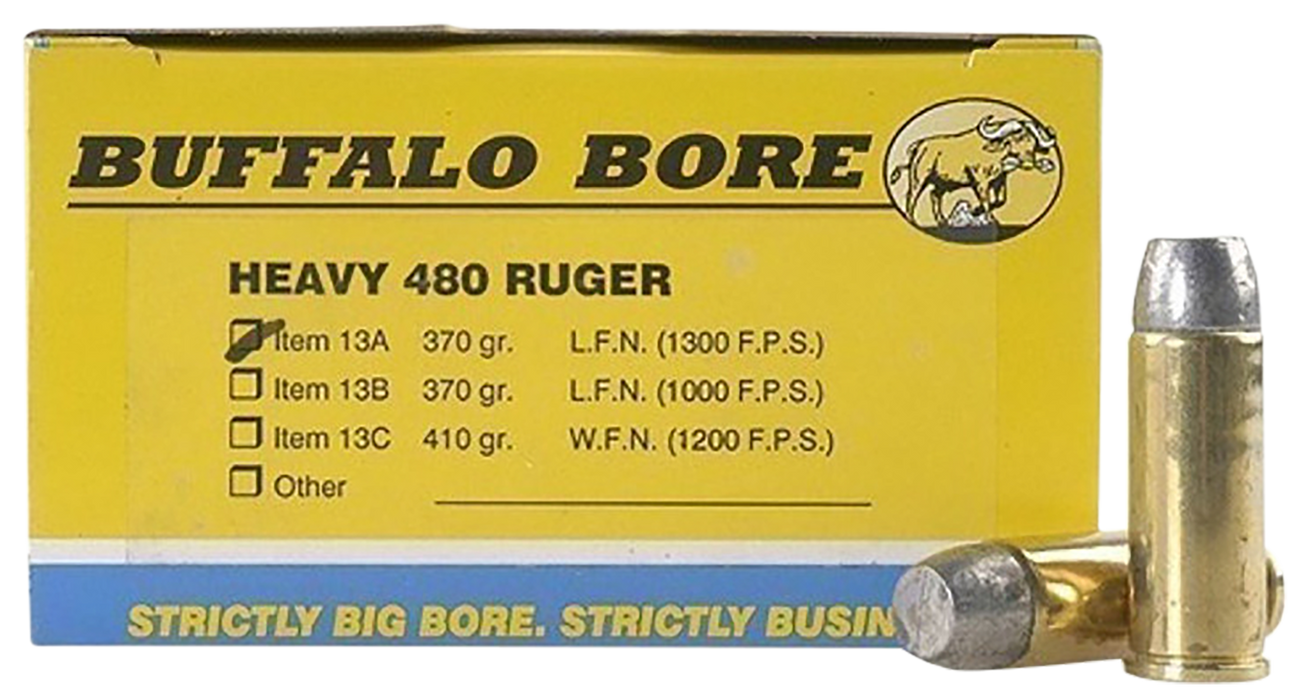 BUFFALO BORE
HEAVY 480 RUGER
Item 13A 370 gr. L.F.N. (1300 F.P.S.)
Item 13B 370 gr. L.F.N. (1000 F.P.S.)
Item 13C 410 gr. W.F.N. (1200 F.P.S.)
Other
STRICTLY BIG BORE. STRICTLY BUSIN